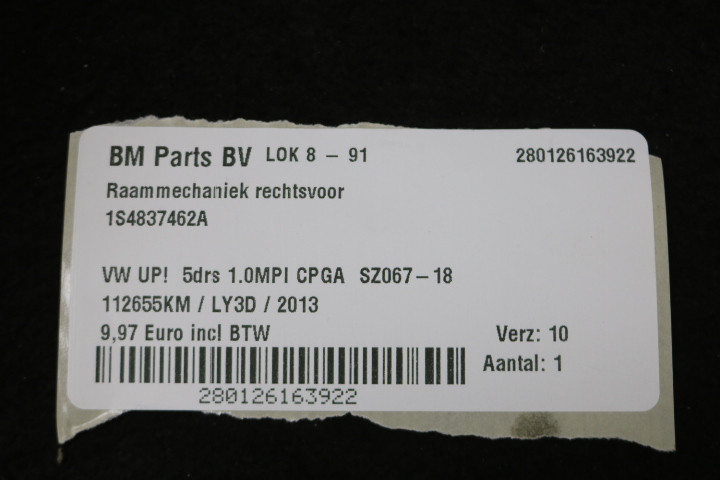 BM Parts BV LOK 8 - 91 280126163922
Raammechaniek rechtsvoor
1S4837462A
VW UP! 5drs 1.0MPI CPGA SZ067-18
112655KM / LY3D / 2013
9,97 Euro incl BTW Verz: 10
Aantal: 1
280126163922